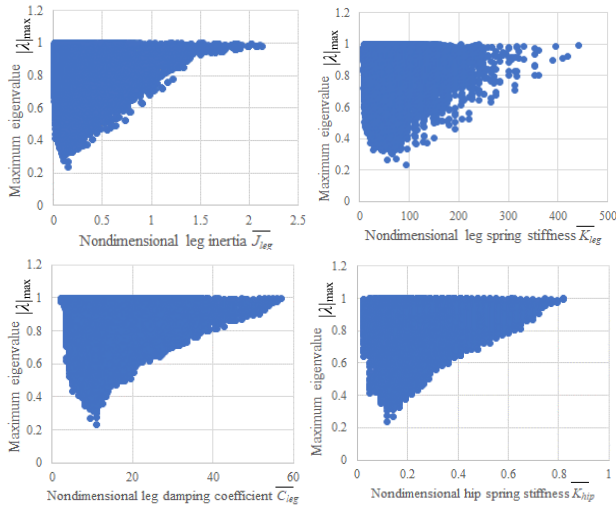 Maximum eigenvalue |λ|max
1.2
1
0.8
0.6
0.4
0.2
0
0 0.5 1 1.5 2 2.5
Nondimensional leg inertia J̅leg
Maximum eigenvalue |λ|max
1.2
1
0.8
0.6
0.4
0.2
0
0 100 200 300 400 500
Nondimensional leg spring stiffness K̅leg
Maximum eigenvalue |λ|max
1.2
1
0.8
0.6
0.4
0.2
0
0 20 40 60
Nondimensional leg damping coefficient C̅leg
Maximum eigenvalue |λ|max
1.2
1
0.8
0.6
0.4
0.2
0
0 0.2 0.4 0.6 0.8 1
Nondimensional hip spring stiffness K̅hip